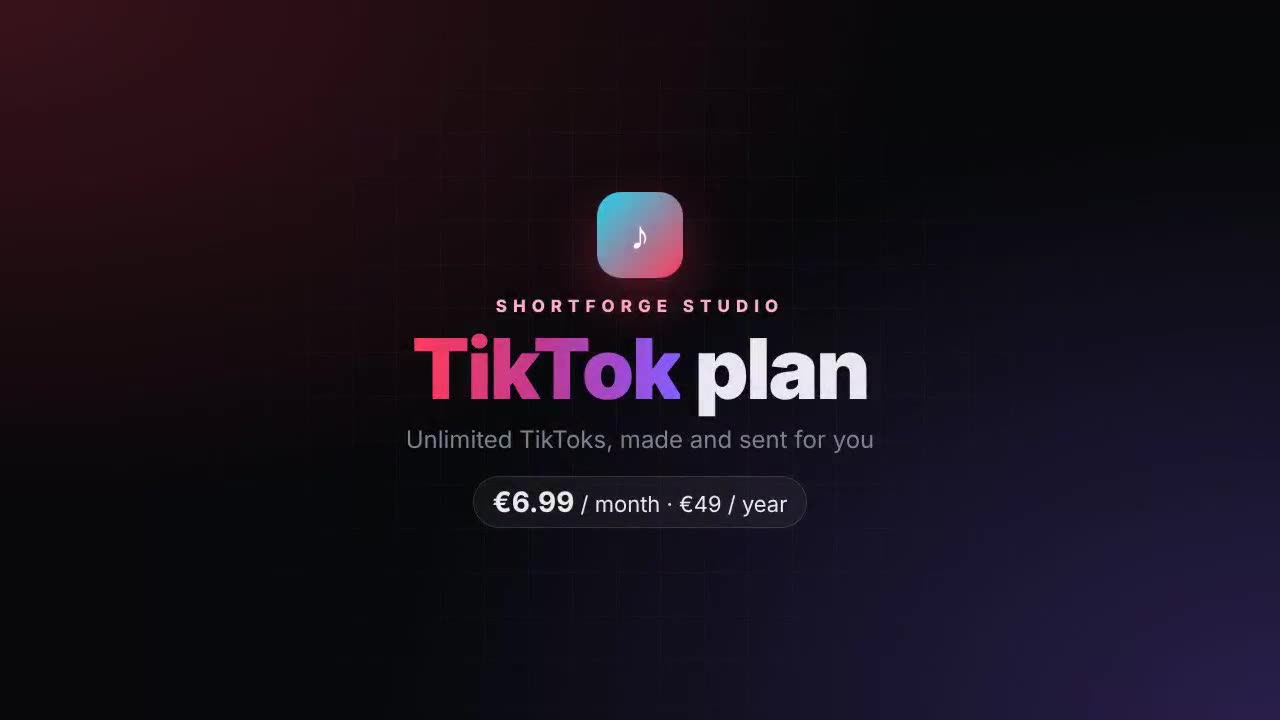 ♪
SHORTFORGE STUDIO
TikTok plan
Unlimited TikToks, made and sent for you
€6.99 / month · €49 / year